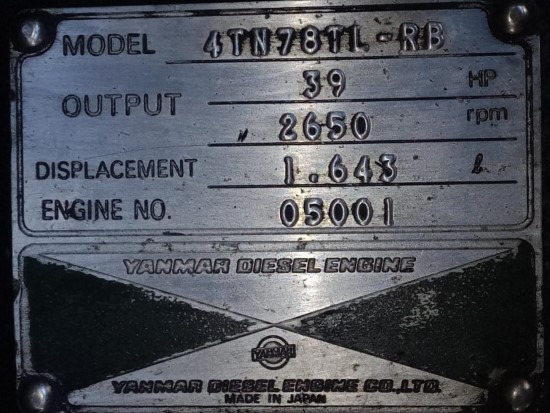 MODEL 4TN78TL-RB
OUTPUT 39 HP
2650 rpm
DISPLACEMENT 1.643 l
ENGINE NO. 05001
YANMAR DIESEL ENGINE
YANMAR
YANMAR DIESEL ENGINE CO.,LTD.
MADE IN JAPAN